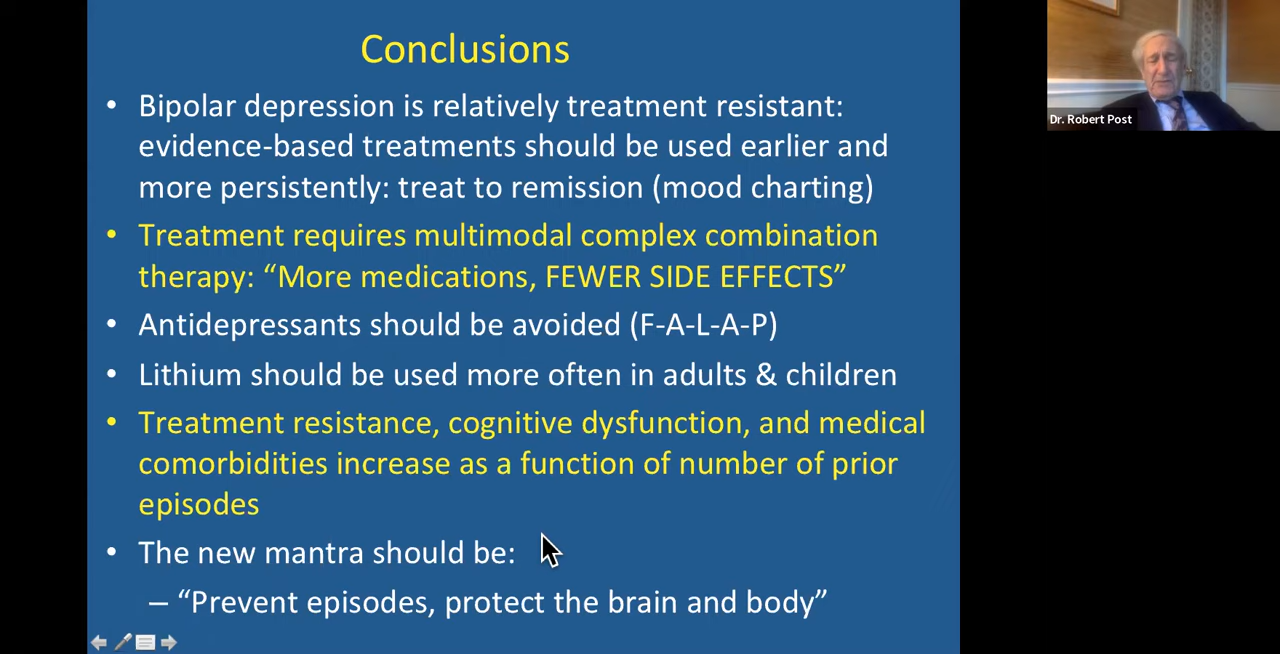 Conclusions
• Bipolar depression is relatively treatment resistant:
evidence-based treatments should be used earlier and
more persistently: treat to remission (mood charting)
• Treatment requires multimodal complex combination
therapy: “More medications, FEWER SIDE EFFECTS”
• Antidepressants should be avoided (F-A-L-A-P)
• Lithium should be used more often in adults & children
• Treatment resistance, cognitive dysfunction, and medical
comorbidities increase as a function of number of prior
episodes
• The new mantra should be:
– “Prevent episodes, protect the brain and body”
Dr. Robert Post